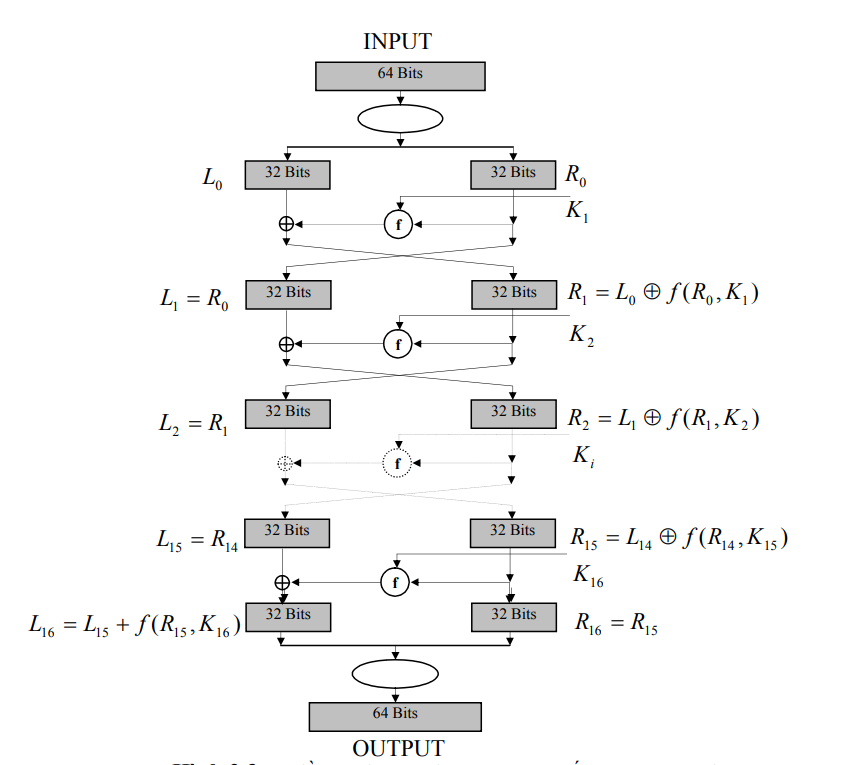 INPUT
64 Bits
L₀ 32 Bits 32 Bits R₀
f K₁
L₁ = R₀ 32 Bits 32 Bits R₁ = L₀ ⊕ f(R₀, K₁)
f K₂
L₂ = R₁ 32 Bits 32 Bits R₂ = L₁ ⊕ f(R₁, K₂)
f Kᵢ
L₁₅ = R₁₄ 32 Bits 32 Bits R₁₅ = L₁₄ ⊕ f(R₁₄, K₁₅)
f K₁₆
L₁₆ = L₁₅ + f(R₁₅, K₁₆) 32 Bits 32 Bits R₁₆ = R₁₅
64 Bits
OUTPUT